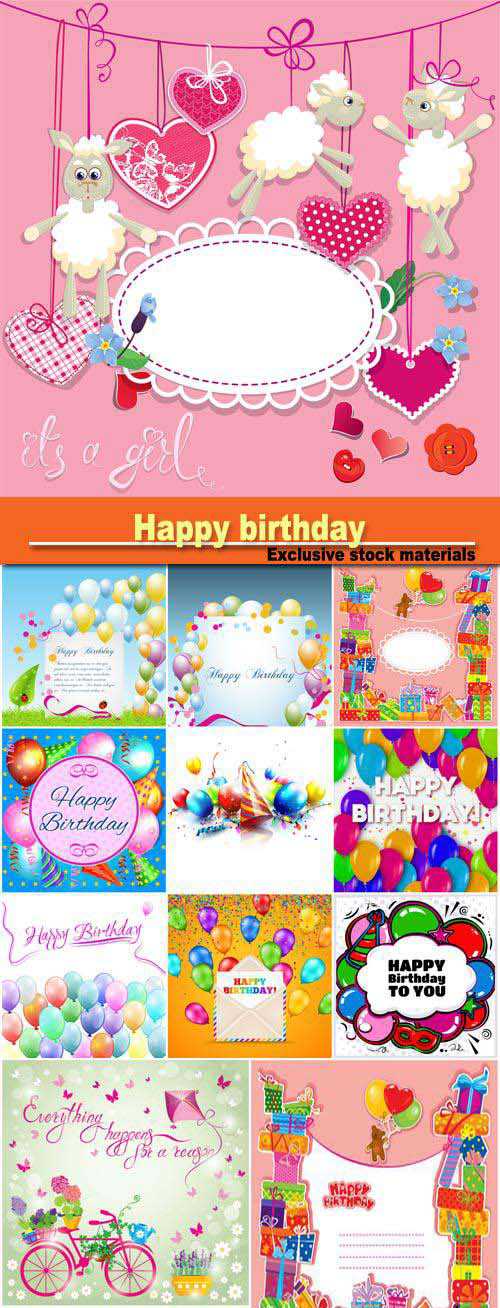 it's a girl
Happy birthday
Exclusive stock materials
Happy Birthday
Happy Birthday
Happy
Birthday
HAPPY
BIRTHDAY!
Happy Birthday
HAPPY
BIRTHDAY!
HAPPY
Birthday
TO YOU
Everything
happens
for a reason
HAPPY
BIRTHDAY